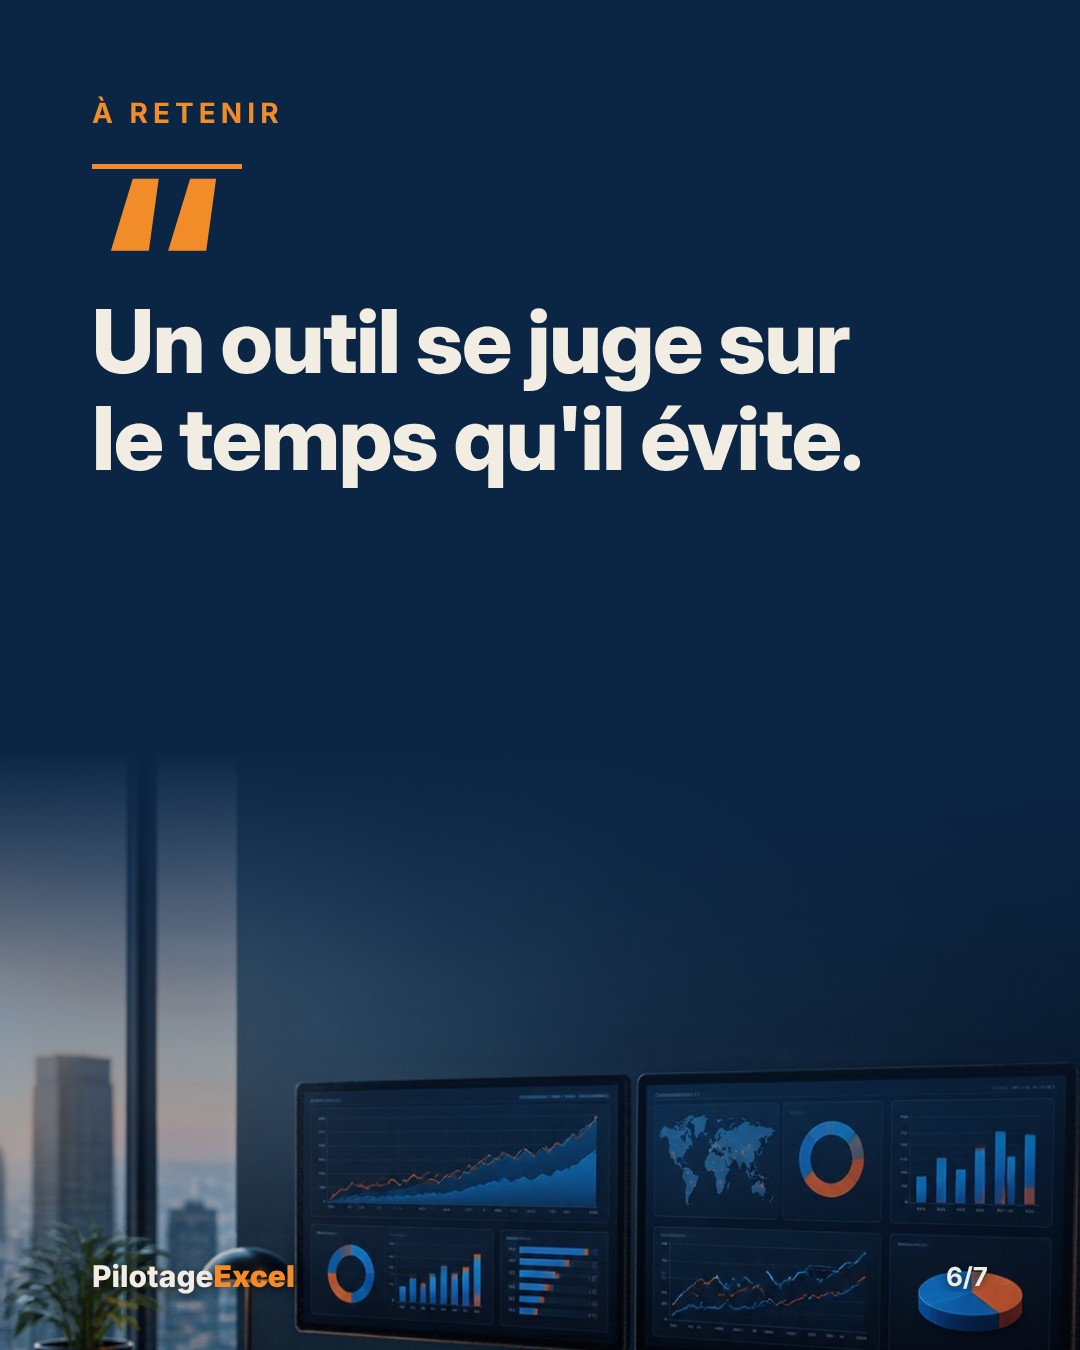 À RETENIR
"
Un outil se juge sur
le temps qu'il évite.
PilotageExcel
6/7